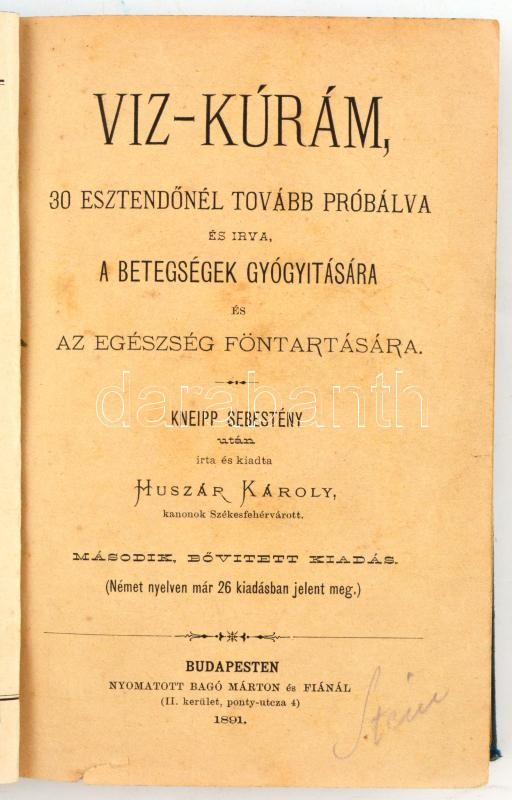 VIZ-KÚRÁM,
30 ESZTENDŐNÉL TOVÁBB PRÓBÁLVA
ÉS IRVA,
A BETEGSÉGEK GYÓGYITÁSÁRA
ÉS
AZ EGÉSZSÉG FÖNTARTÁSÁRA.
darabanth
KNEIPP SEBESTÉNY
után
irta és kiadta
HUSZÁR KÁROLY,
kanonok Székesfehérvárott.
MÁSODIK, BŐVITETT KIADÁS.
(Német nyelven már 26 kiadásban jelent meg.)
BUDAPESTEN
NYOMATOTT BAGÓ MÁRTON és FIÁNÁL
(II. kerület, ponty-utcza 4)
1891.